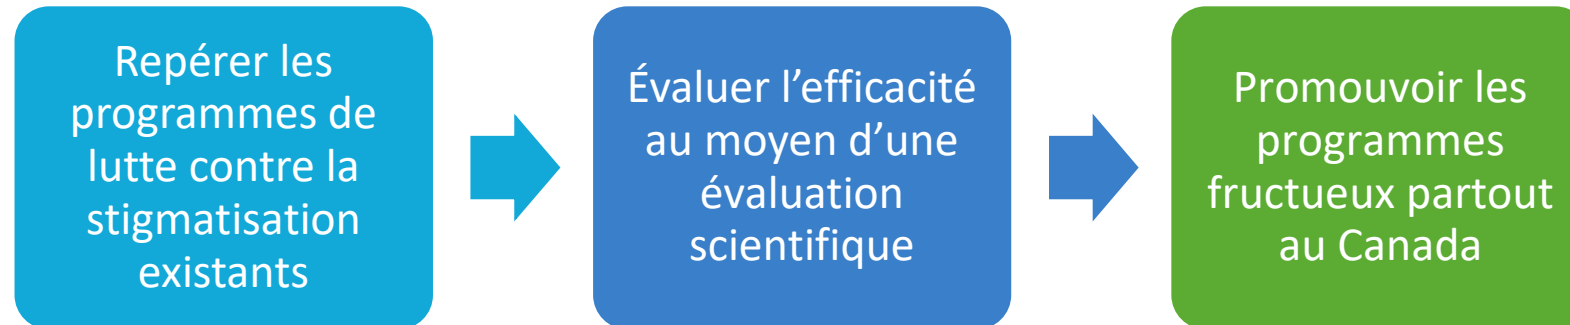 Repérer les
programmes de
lutte contre la
stigmatisation
existants
Évaluer l’efficacité
au moyen d’une
évaluation
scientifique
Promouvoir les
programmes
fructueux partout
au Canada